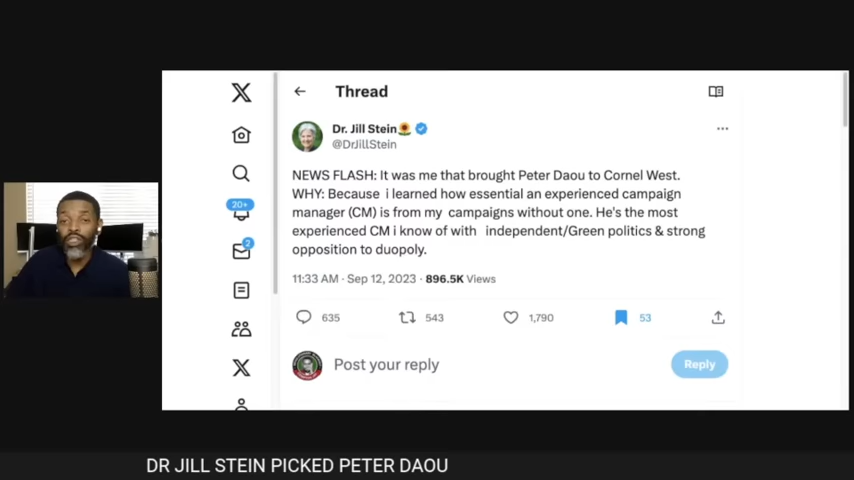 Thread
Dr. Jill Stein🌻
@DrJillStein
NEWS FLASH: It was me that brought Peter Daou to Cornel West.
WHY: Because i learned how essential an experienced campaign
manager (CM) is from my campaigns without one. He's the most
experienced CM i know of with independent/Green politics & strong
opposition to duopoly.
11:33 AM · Sep 12, 2023 · 896.5K Views
20+
2
635 543 1,790 53
Post your reply
Reply
DR JILL STEIN PICKED PETER DAOU